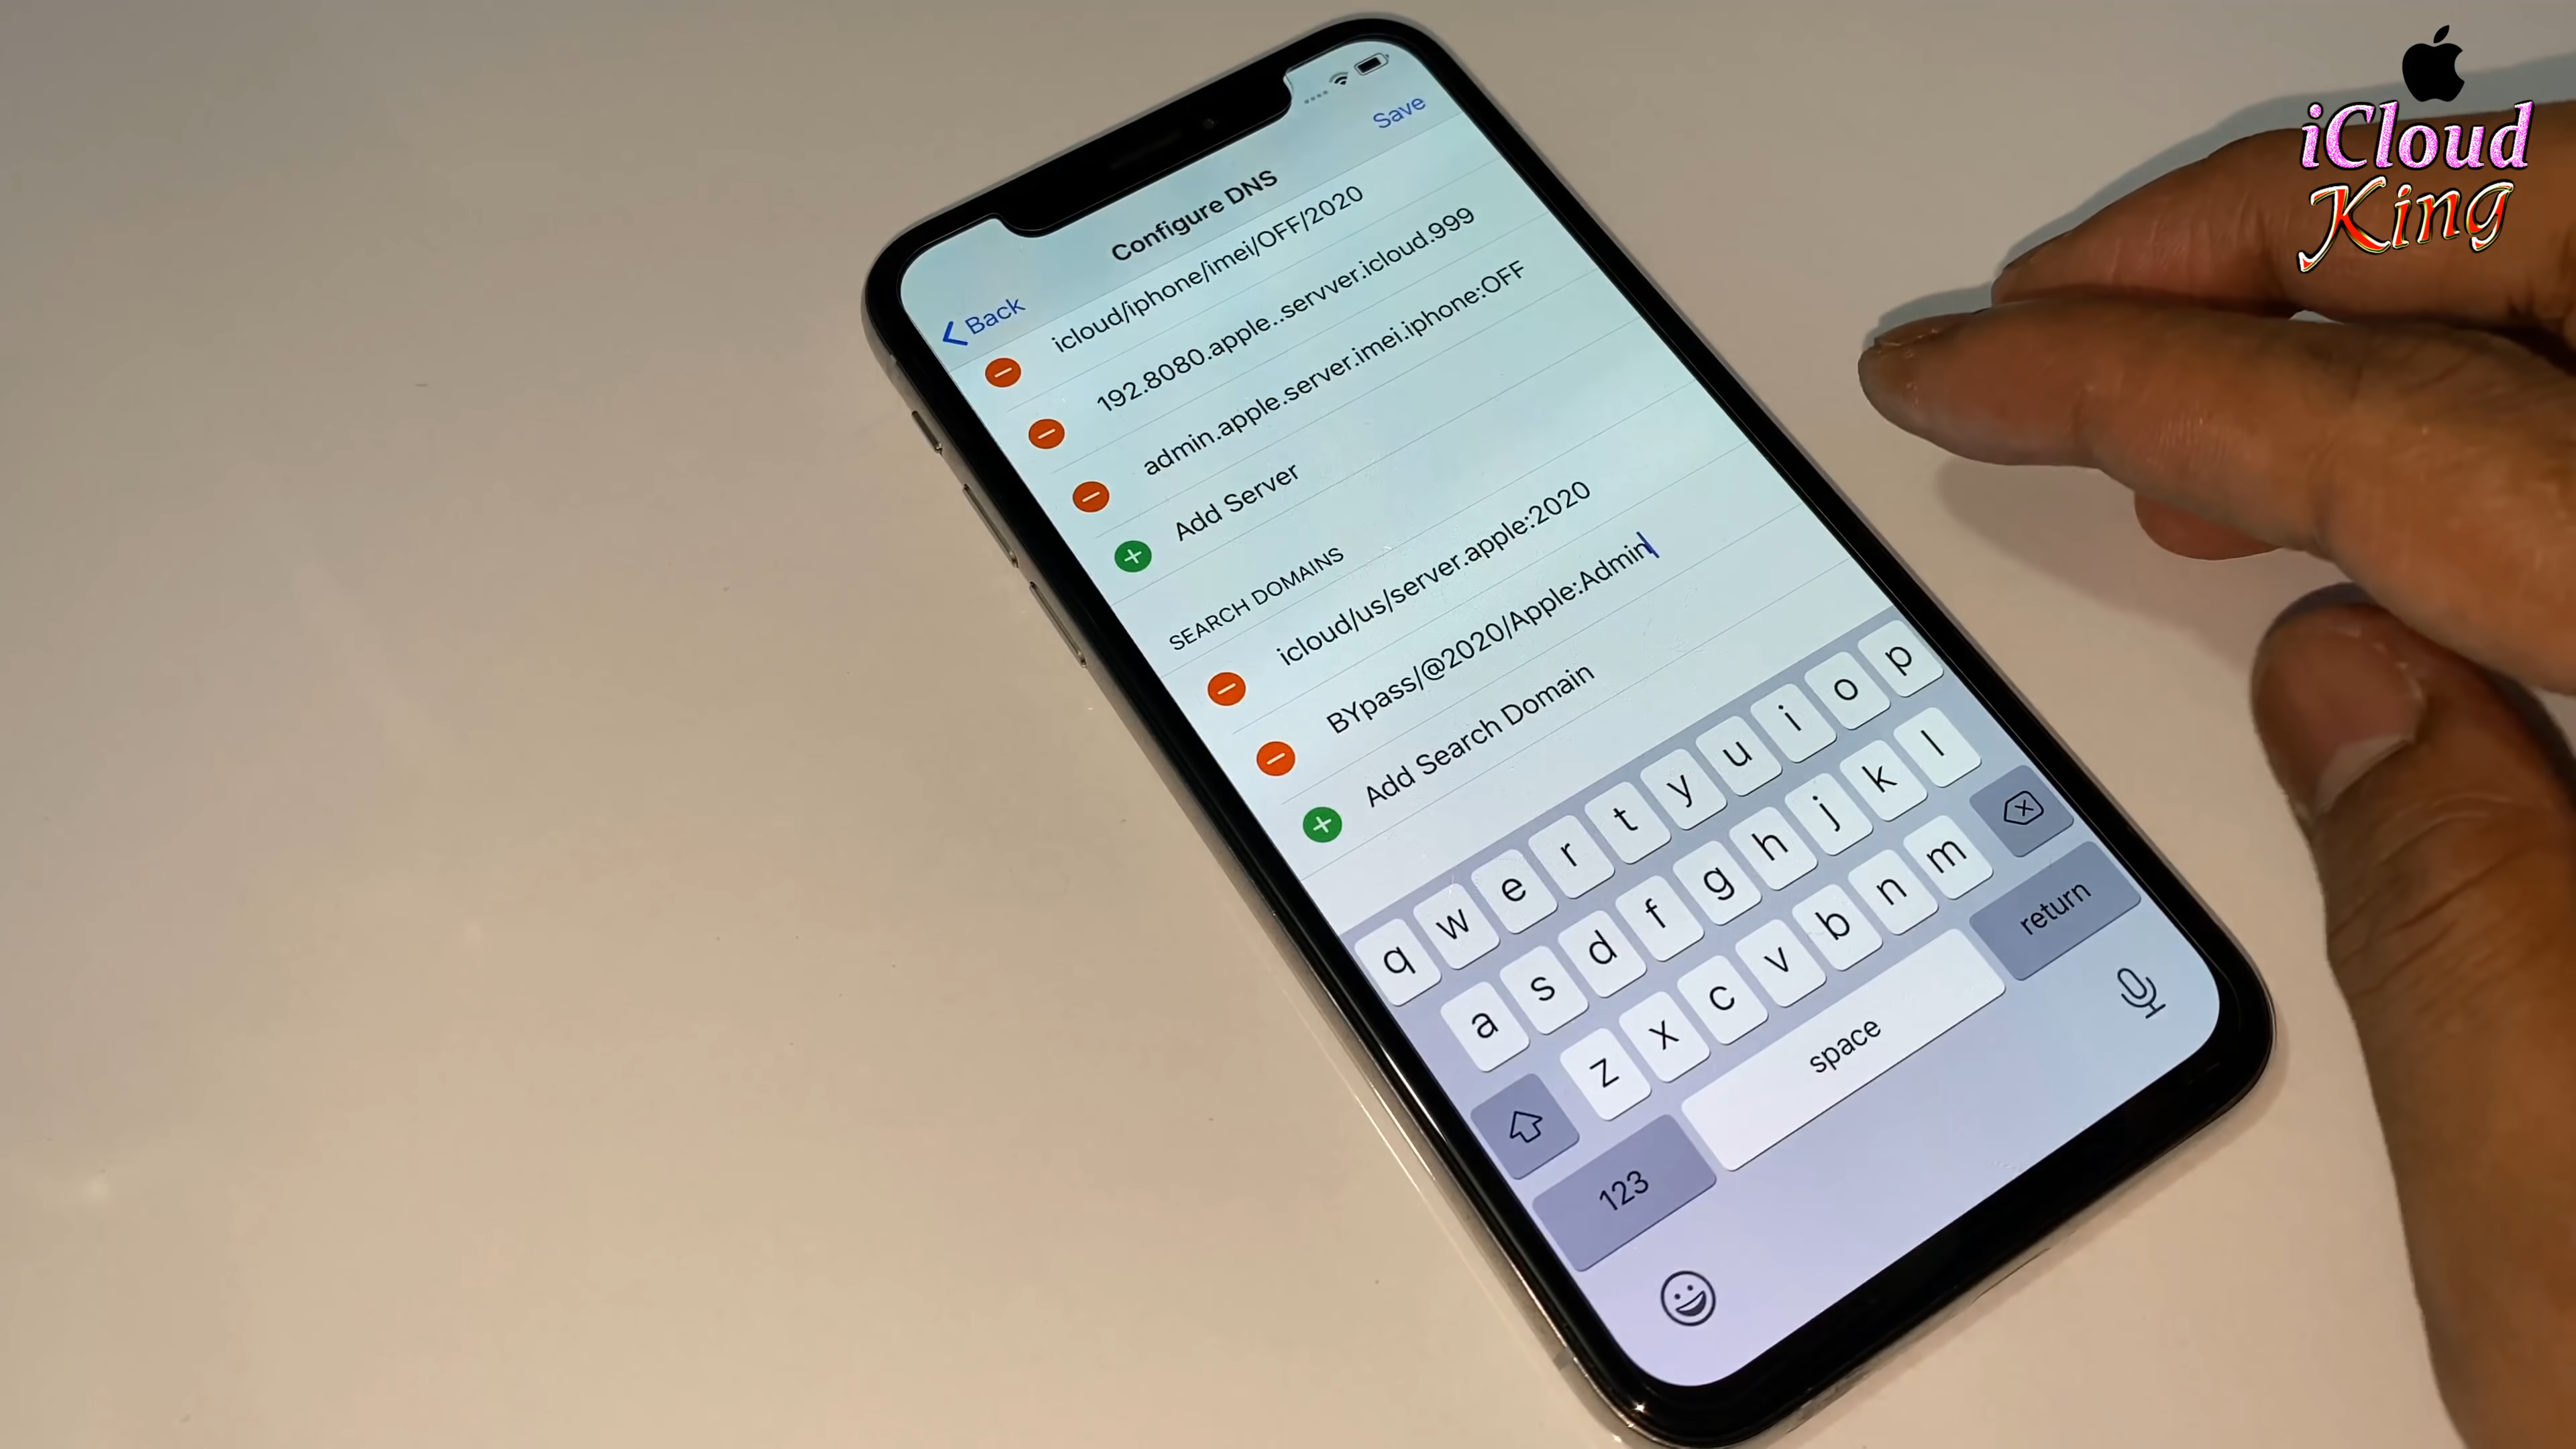 iCloud
King
Save
Configure DNS
Back
icloud/iphone/imei/OFF/2020
192.8080.apple..servver.icloud.999
admin.apple.server.imei.iphone:OFF
Add Server
SEARCH DOMAINS
icloud/us/server.apple:2020
BYpass/@2020/Apple:Admin
Add Search Domain
q w e r t y u i o p
a s d f g h j k l
z x c v b n m
123 space return